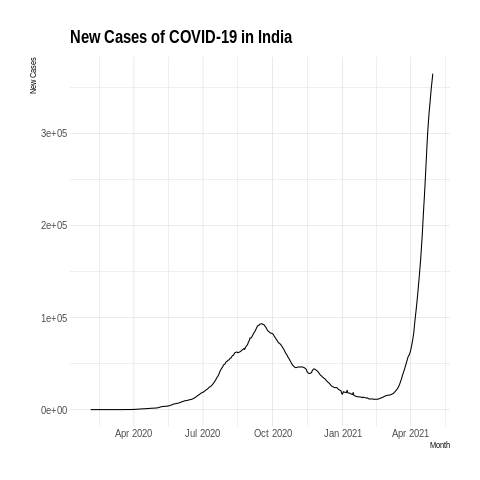 New Cases of COVID-19 in India
New Cases
3e+05
2e+05
1e+05
0e+00
Apr 2020 Jul 2020 Oct 2020 Jan 2021 Apr 2021
Month